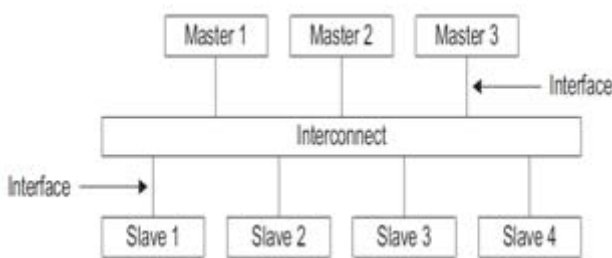 Master 1
Master 2
Master 3
Interface
Interconnect
Interface
Slave 1
Slave 2
Slave 3
Slave 4